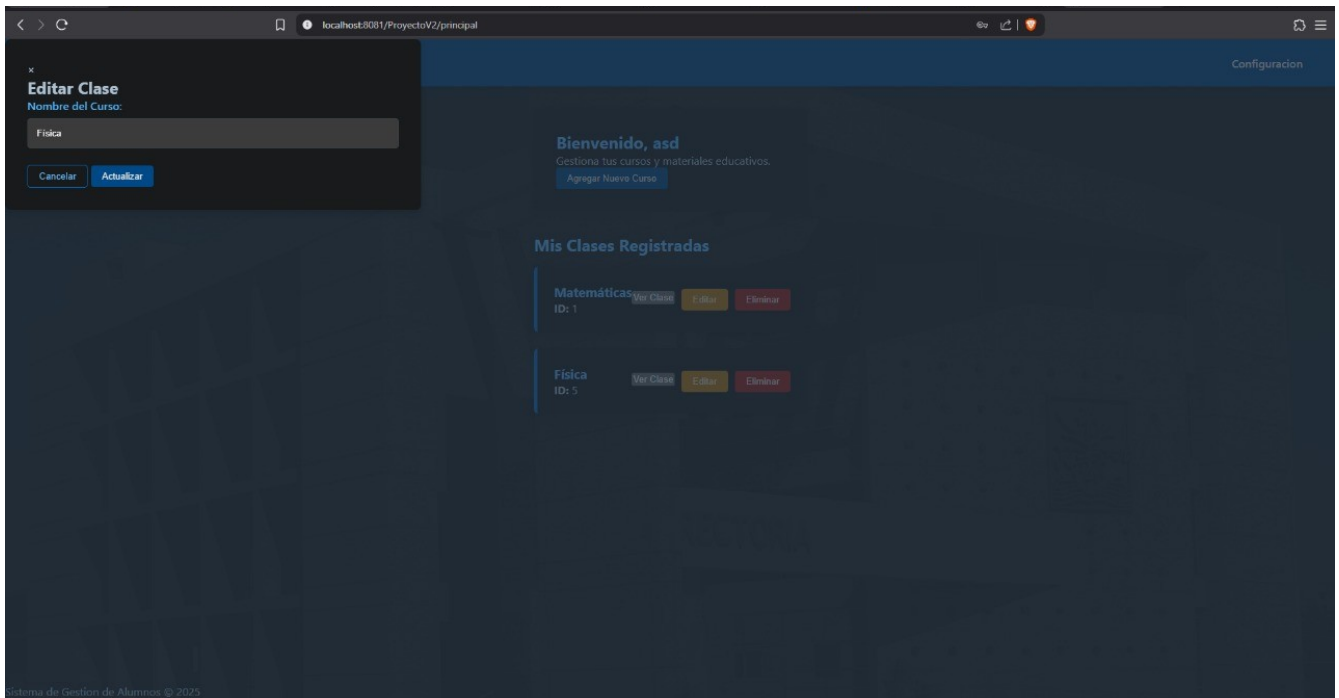 localhost:8081/ProyectoV2/principal
×
Editar Clase
Nombre del Curso:
Física
Cancelar Actualizar
Configuracion
Bienvenido, asd
Gestiona tus cursos y materiales educativos.
Agregar Nuevo Curso
Mis Clases Registradas
Matemáticas Ver Clase Editar Eliminar
ID: 1
Física Ver Clase Editar Eliminar
ID: 5
RECTORIA
Sistema de Gestion de Alumnos © 2025